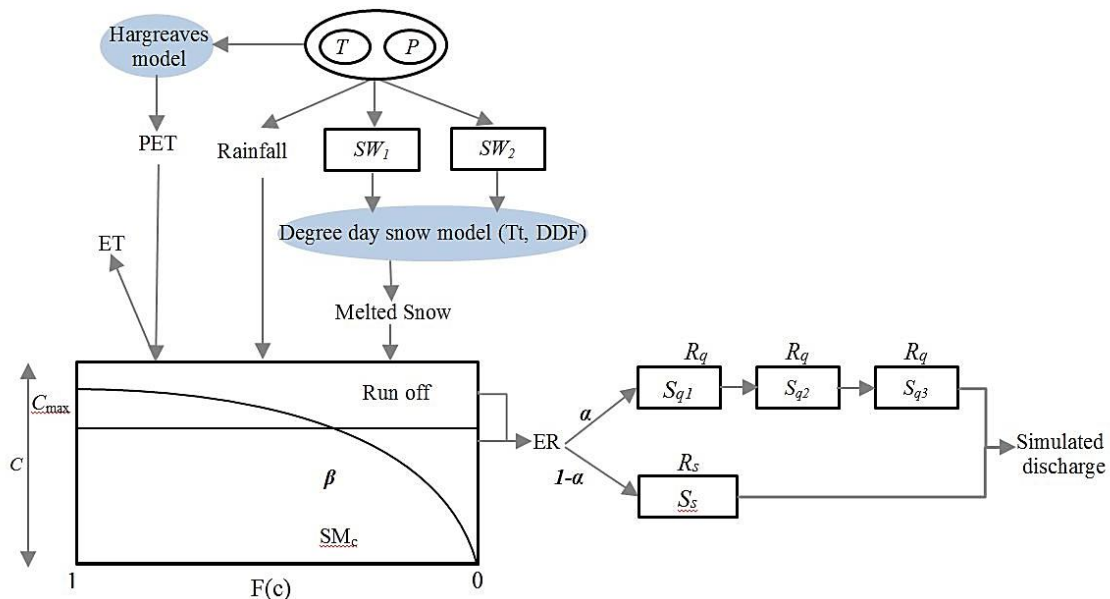 Hargreaves
model
T
P
PET
Rainfall
SW1
SW2
Degree day snow model (Tt, DDF)
ET
Melted Snow
Cmax
C
Run off
β
SMc
1
0
F(c)
ER
α
1-α
Rq
Rq
Rq
Sq1
Sq2
Sq3
Rs
Ss
Simulated
discharge